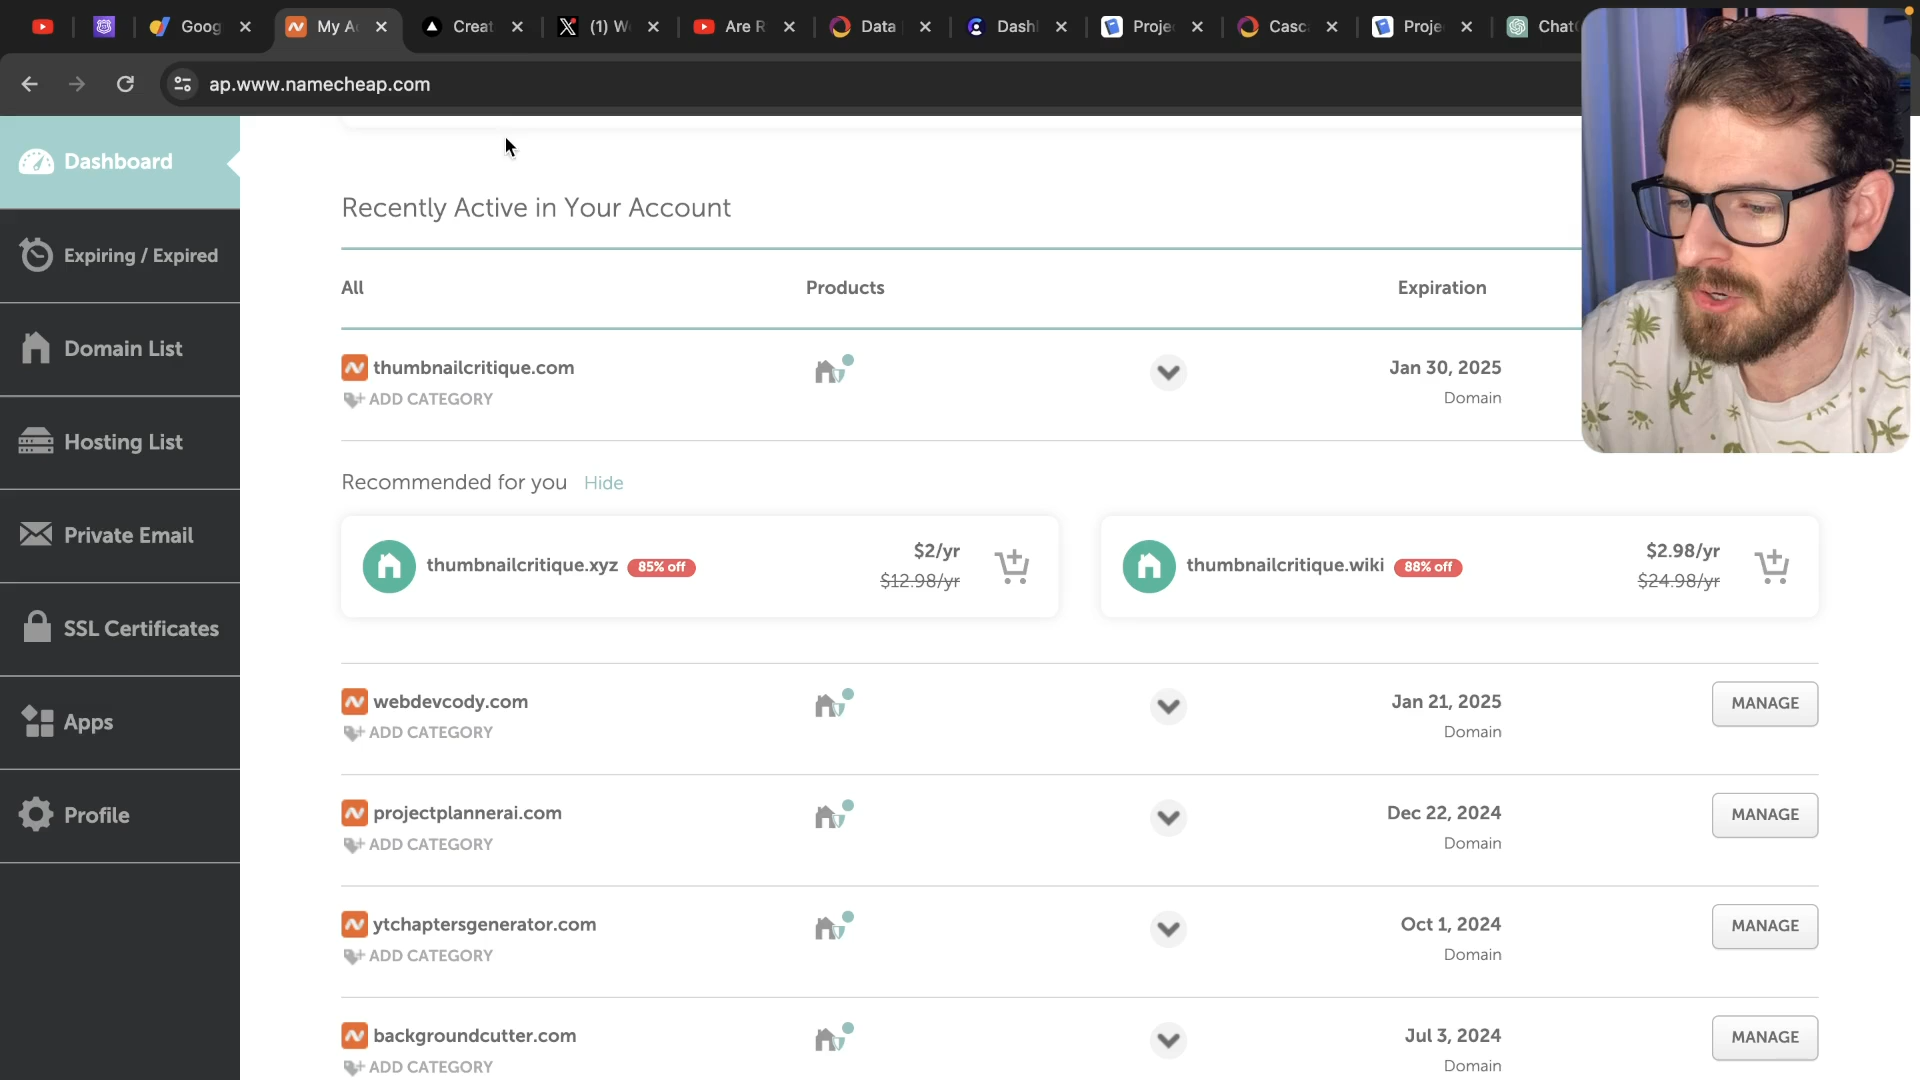 Goog
My A
Creat
(1) W
Are R
Data
Dash
Proje
Casc
Proje
Chat
ap.www.namecheap.com
Dashboard
Expiring / Expired
Domain List
Hosting List
Private Email
SSL Certificates
Apps
Profile
Recently Active in Your Account
All Products Expiration
thumbnailcritique.com Jan 30, 2025
ADD CATEGORY Domain
Recommended for you Hide
thumbnailcritique.xyz 85% off $2/yr
$12.98/yr
thumbnailcritique.wiki 88% off $2.98/yr
$24.98/yr
webdevcody.com Jan 21, 2025 MANAGE
ADD CATEGORY Domain
projectplannerai.com Dec 22, 2024 MANAGE
ADD CATEGORY Domain
ytchaptersgenerator.com Oct 1, 2024 MANAGE
ADD CATEGORY Domain
backgroundcutter.com Jul 3, 2024 MANAGE
ADD CATEGORY Domain